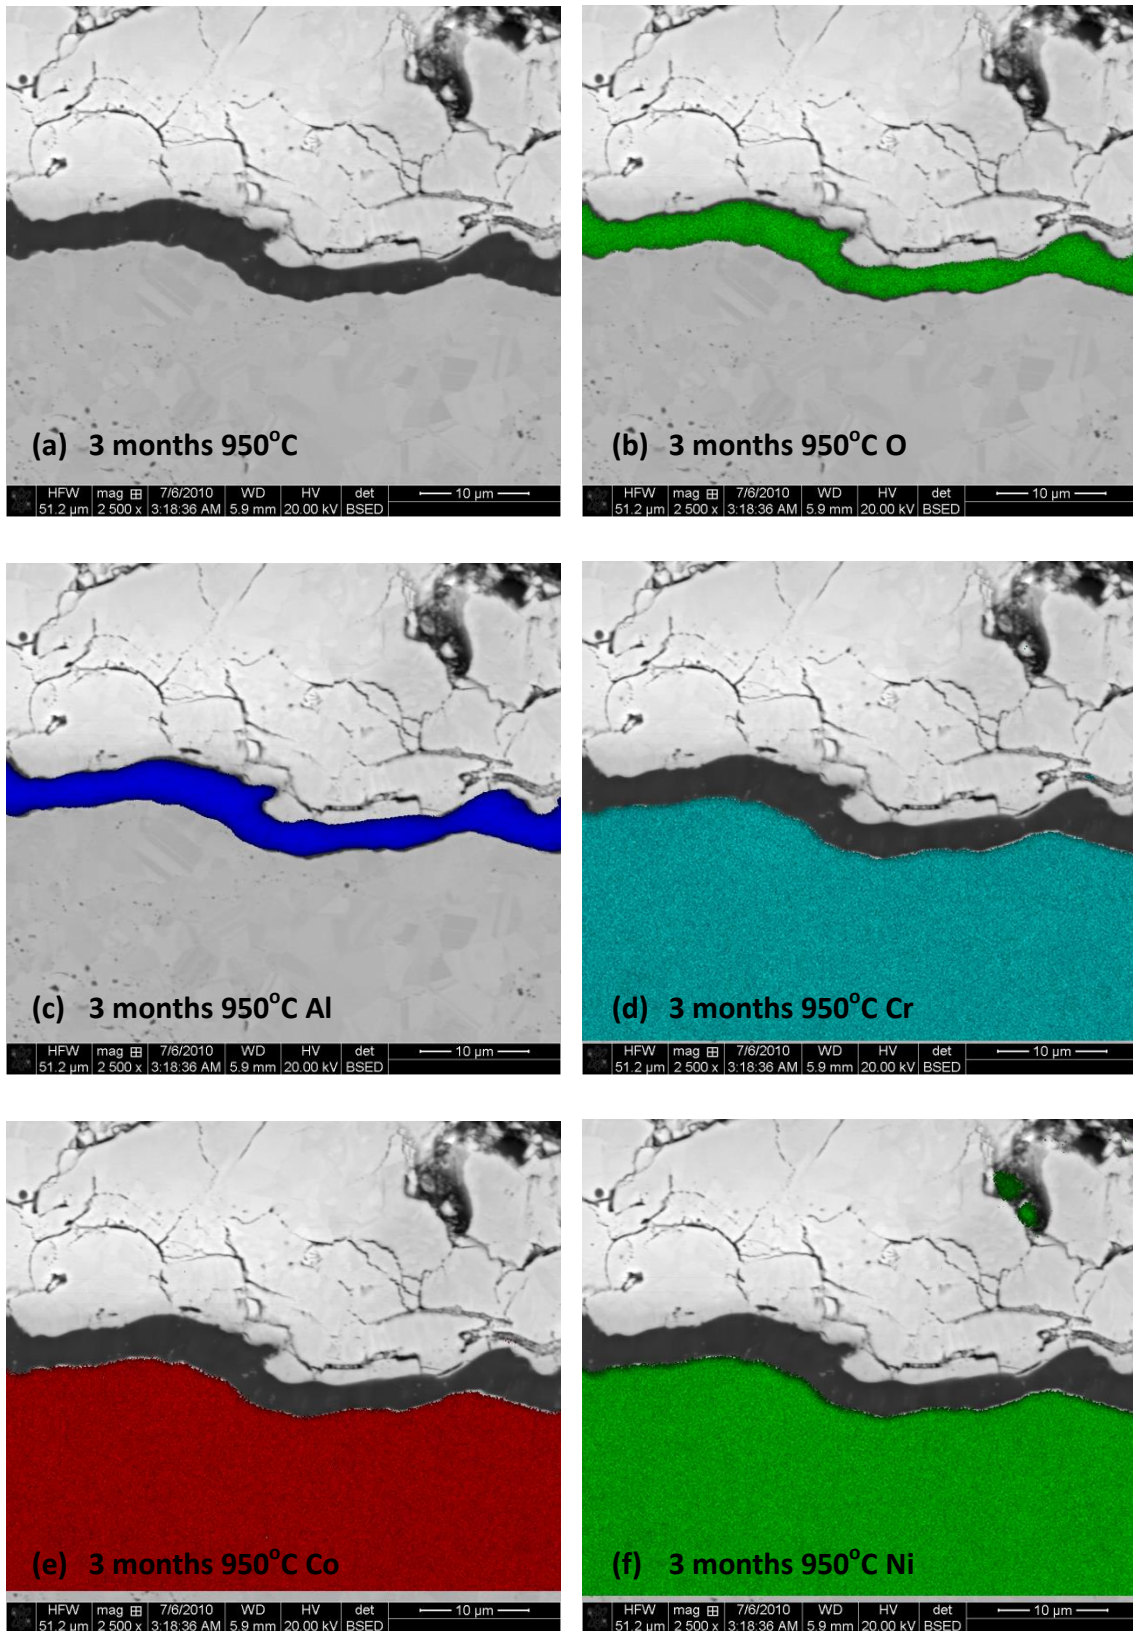 (a) 3 months 950°C
HFW mag ⊞ 7/6/2010 WD HV det
51.2 µm 2 500 x 3:18:36 AM 5.9 mm 20.00 kV BSED 10 µm
(b) 3 months 950°C O
HFW mag ⊞ 7/6/2010 WD HV det
51.2 µm 2 500 x 3:18:36 AM 5.9 mm 20.00 kV BSED 10 µm
(c) 3 months 950°C Al
HFW mag ⊞ 7/6/2010 WD HV det
51.2 µm 2 500 x 3:18:36 AM 5.9 mm 20.00 kV BSED 10 µm
(d) 3 months 950°C Cr
HFW mag ⊞ 7/6/2010 WD HV det
51.2 µm 2 500 x 3:18:36 AM 5.9 mm 20.00 kV BSED 10 µm
(e) 3 months 950°C Co
HFW mag ⊞ 7/6/2010 WD HV det
51.2 µm 2 500 x 3:18:36 AM 5.9 mm 20.00 kV BSED 10 µm
(f) 3 months 950°C Ni
HFW mag ⊞ 7/6/2010 WD HV det
51.2 µm 2 500 x 3:18:36 AM 5.9 mm 20.00 kV BSED 10 µm